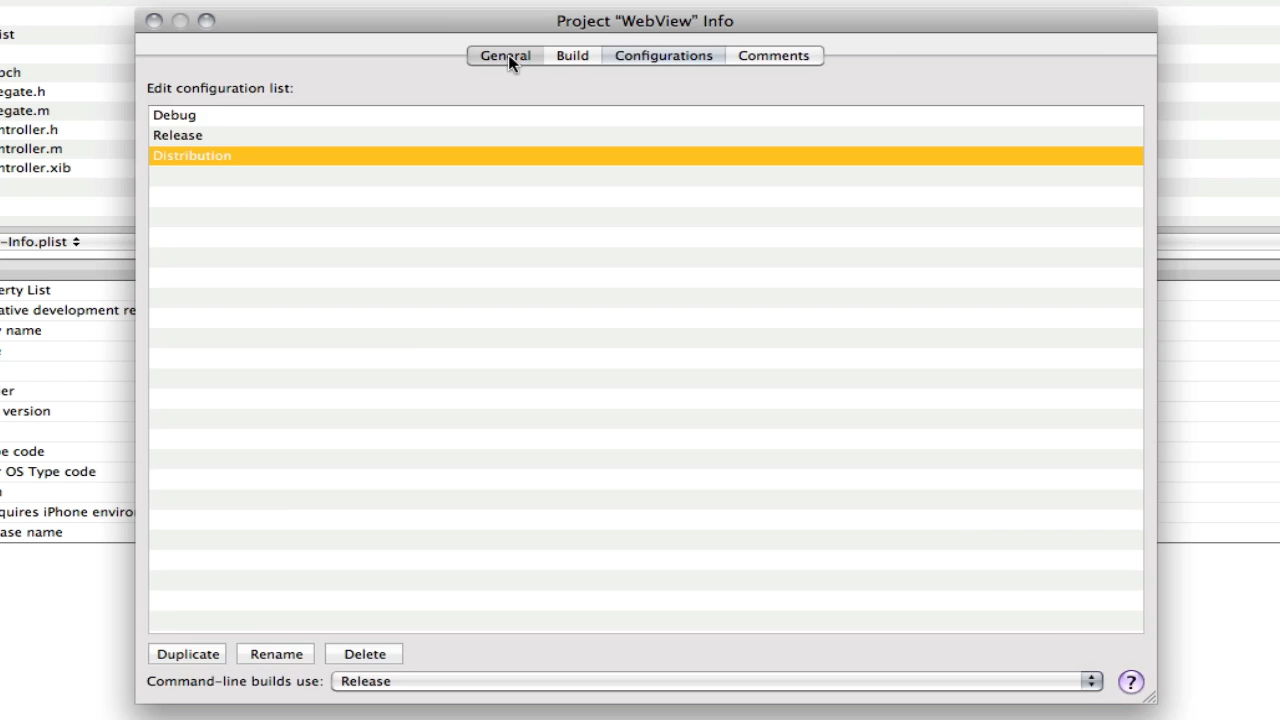 Project “WebView” Info
General Build Configurations Comments
Edit configuration list:
Debug
Release
Distribution
Duplicate Rename Delete
Command-line builds use: Release
?
ist
pch
egate.h
egate.m
ntroller.h
ntroller.m
ntroller.xib
-Info.plist
erty List
ative development re
name
er
version
e code
OS Type code
quires iPhone enviro
ase name